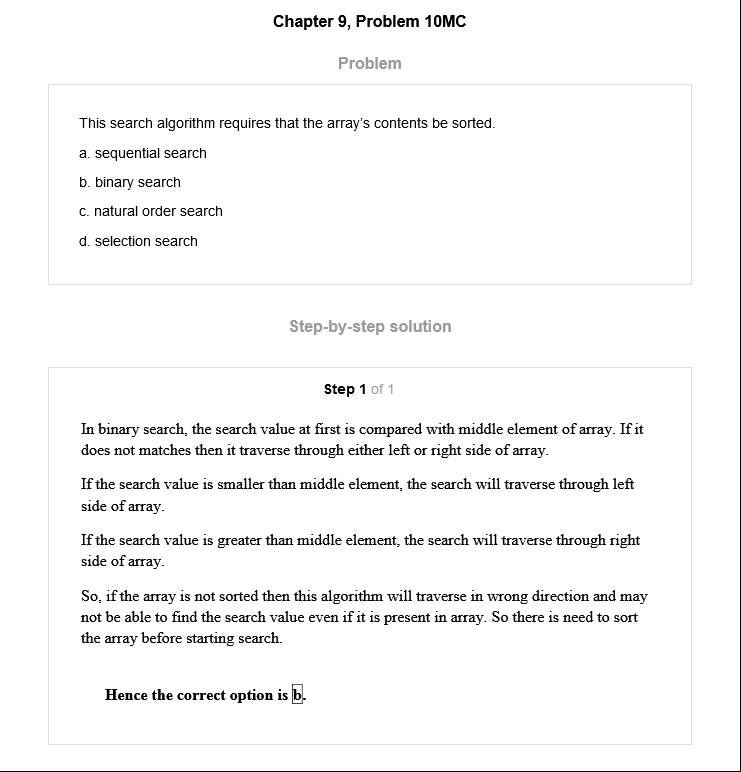 Chapter 9, Problem 10MC
Problem
This search algorithm requires that the array's contents be sorted.
a. sequential search
b. binary search
c. natural order search
d. selection search
Step-by-step solution
Step 1 of 1
In binary search, the search value at first is compared with middle element of array. If it
does not matches then it traverse through either left or right side of array.
If the search value is smaller than middle element, the search will traverse through left
side of array.
If the search value is greater than middle element, the search will traverse through right
side of array.
So, if the array is not sorted then this algorithm will traverse in wrong direction and may
not be able to find the search value even if it is present in array. So there is need to sort
the array before starting search.
Hence the correct option is b.